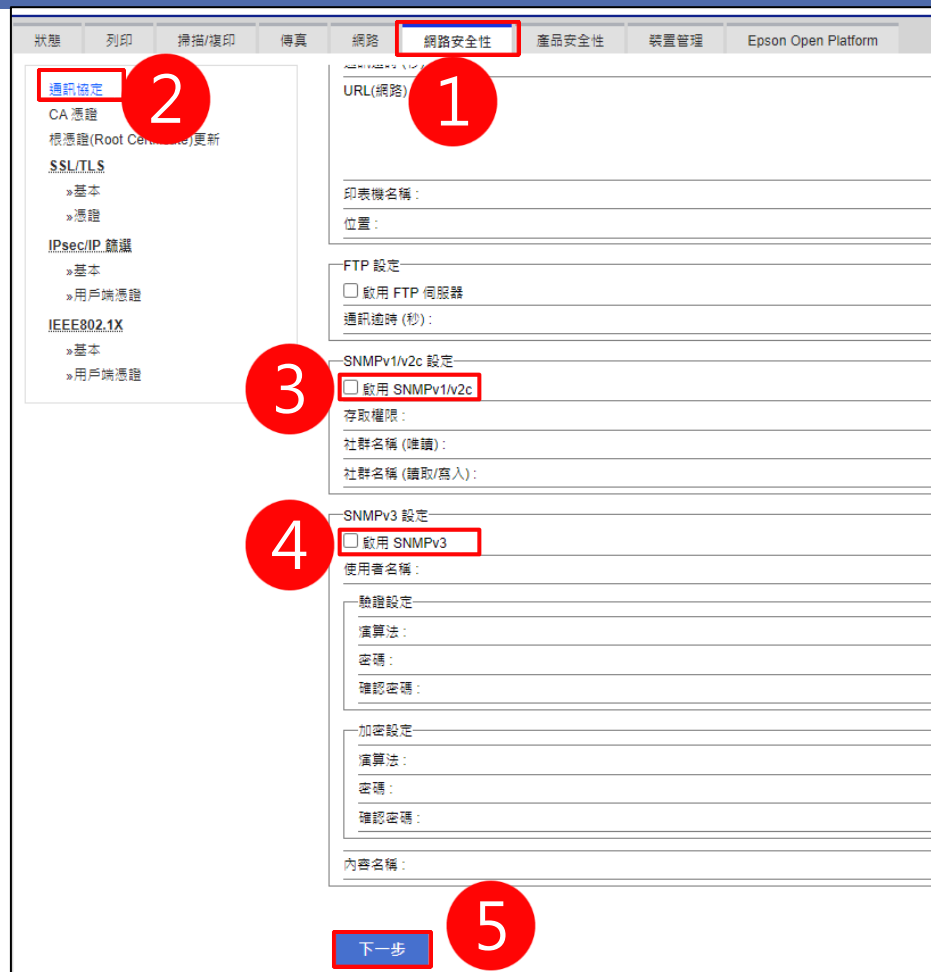 狀態 列印 掃描/複印 傳真 網路 網路安全性 產品安全性 裝置管理 Epson Open Platform
1
通訊協定
2
CA 憑證
根憑證(Root Cer
)更新
SSL/TLS
»基本
»憑證
IPsec/IP 篩選
»基本
»用戶端憑證
IEEE802.1X
»基本
»用戶端憑證
URL(網路)
印表機名稱 :
位置 :
FTP 設定
啟用 FTP 伺服器
通訊逾時 (秒) :
SNMPv1/v2c 設定
3
啟用 SNMPv1/v2c
存取權限 :
社群名稱 (唯讀) :
社群名稱 (讀取/寫入) :
SNMPv3 設定
4
啟用 SNMPv3
使用者名稱 :
驗證設定
演算法 :
密碼 :
確認密碼 :
加密設定
演算法 :
密碼 :
確認密碼 :
內容名稱 :
5
下一步